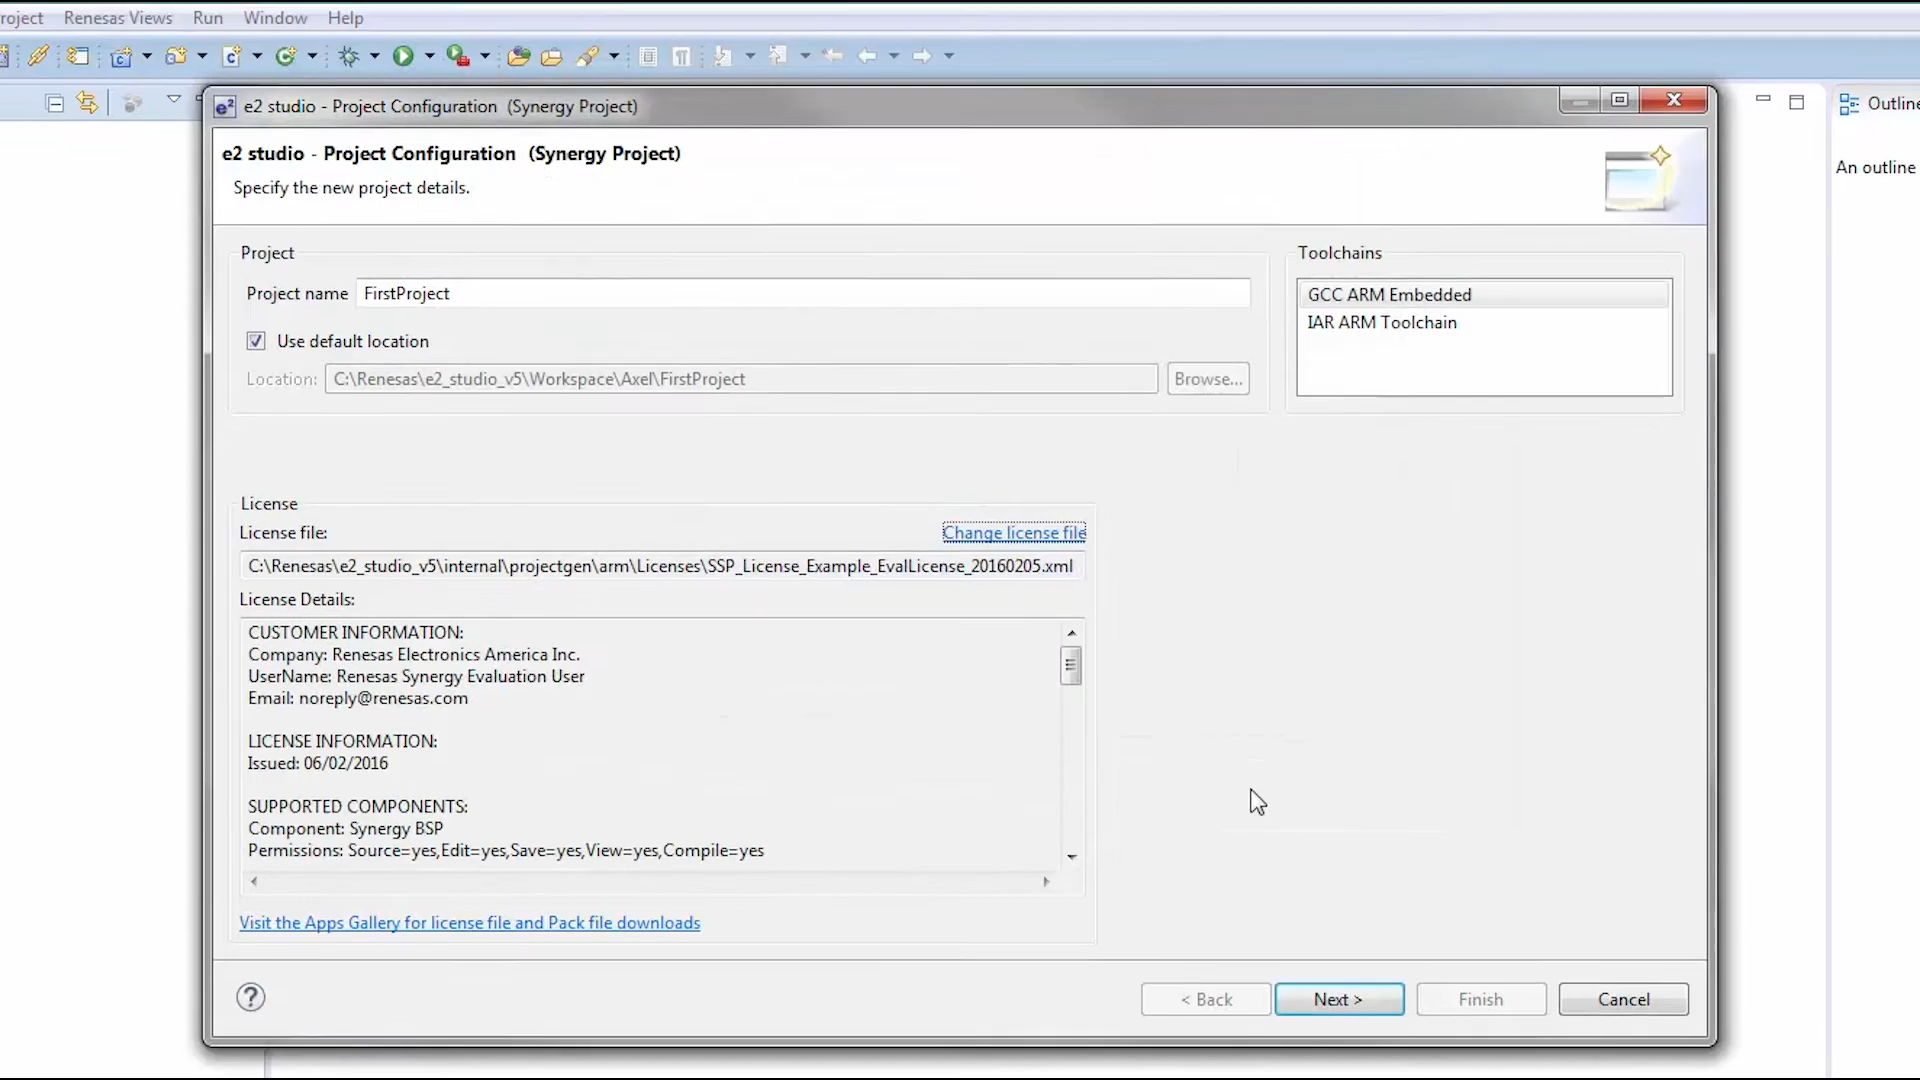 roject Renesas Views Run Window Help
Outline
e2 studio - Project Configuration (Synergy Project)
An outline
e2 studio - Project Configuration (Synergy Project)
Specify the new project details.
Project
Project name FirstProject
Use default location
Location: C:\Renesas\e2_studio_v5\Workspace\Axel\FirstProject Browse...
Toolchains
GCC ARM Embedded
IAR ARM Toolchain
License
License file: Change license file
C:\Renesas\e2_studio_v5\internal\projectgen\arm\Licenses\SSP_License_Example_EvalLicense_20160205.xml
License Details:
CUSTOMER INFORMATION:
Company: Renesas Electronics America Inc.
UserName: Renesas Synergy Evaluation User
Email: noreply@renesas.com
LICENSE INFORMATION:
Issued: 06/02/2016
SUPPORTED COMPONENTS:
Component: Synergy BSP
Permissions: Source=yes,Edit=yes,Save=yes,View=yes,Compile=yes
Visit the Apps Gallery for license file and Pack file downloads
< Back Next > Finish Cancel